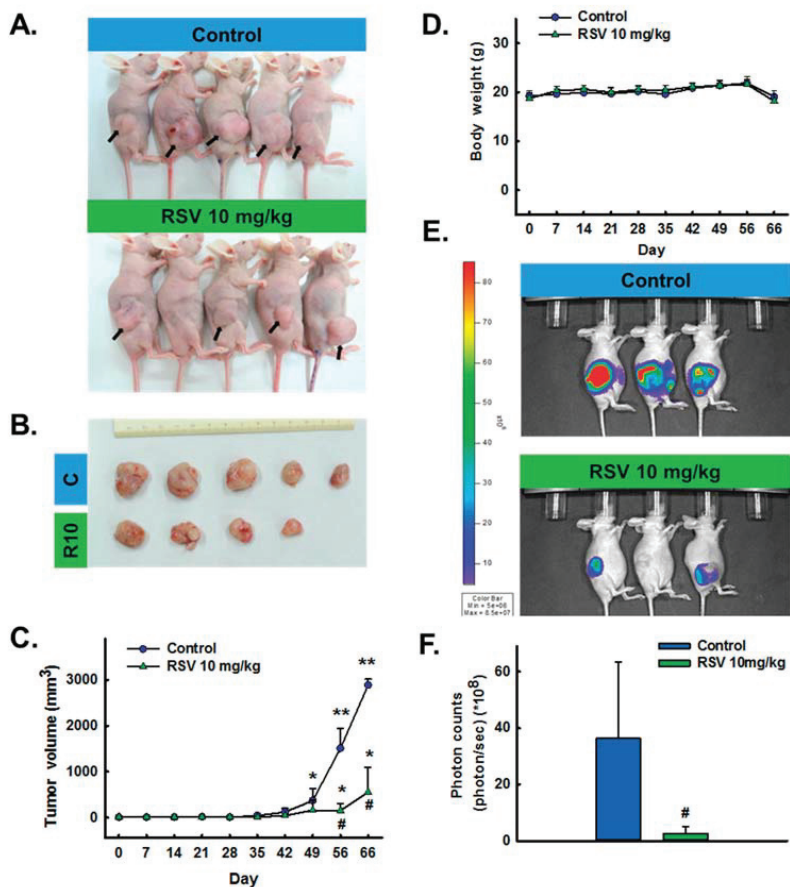 A.
Control
RSV 10 mg/kg
B.
C
R10
C.
Control
RSV 10 mg/kg
Tumor volume (mm3)
3000
2000
1000
0
**
**
*
*
*
#
#
0 7 14 21 28 35 42 49 56 66
Day
D.
Control
RSV 10 mg/kg
Body weight (g)
30
20
10
0
0 7 14 21 28 35 42 49 56 66
Day
E.
Control
80
70
60
50
40
30
20
10
RSV 10 mg/kg
Color Bar
Min = 5e+06
Max = 8.5e+07
F.
Control
RSV 10mg/kg
Photon counts
(photon/sec) (*108)
60
40
20
0
#